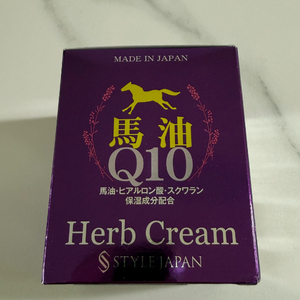 MADE IN JAPAN
馬油
Q10
馬油・ヒアルロン酸・スクワラン
保湿成分配合
Herb Cream
STYLE JAPAN